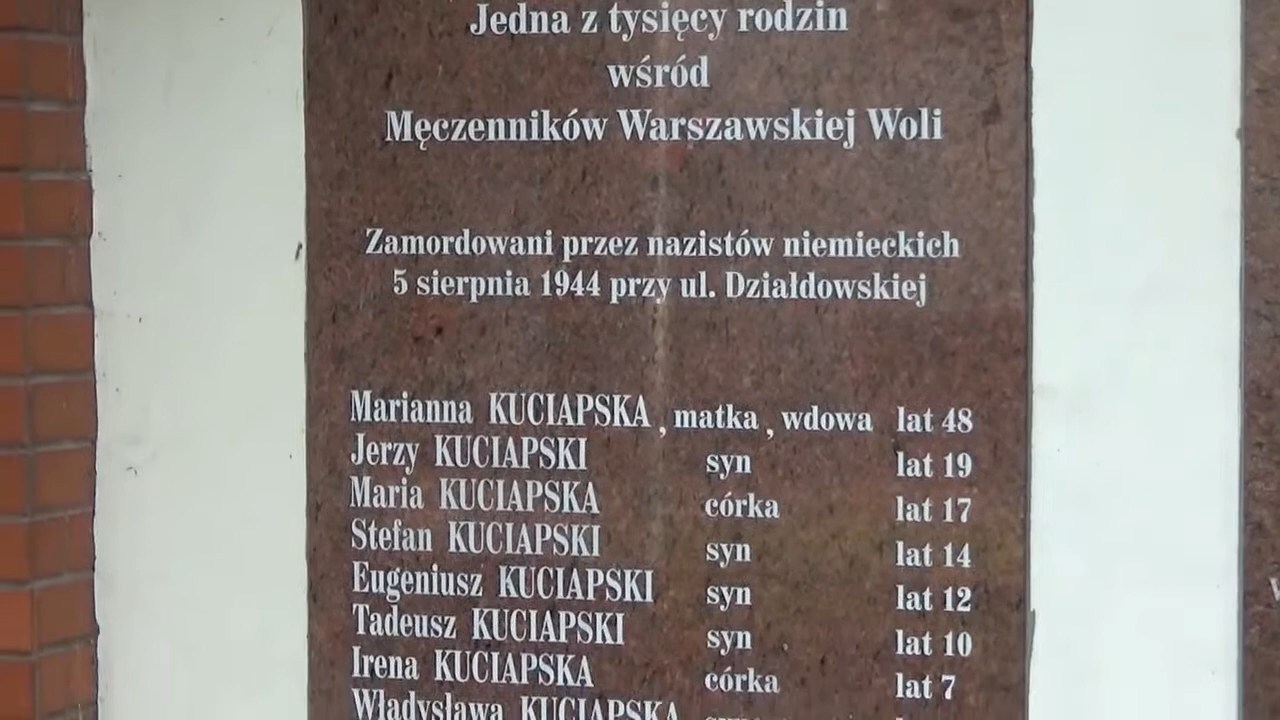 Jedna z tysięcy rodzin
wśród
Męczenników Warszawskiej Woli
Zamordowani przez nazistów niemieckich
5 sierpnia 1944 przy ul. Działdowskiej
Marianna KUCIAPSKA, matka, wdowa lat 48
Jerzy KUCIAPSKI syn lat 19
Maria KUCIAPSKA córka lat 17
Stefan KUCIAPSKI syn lat 14
Eugeniusz KUCIAPSKI syn lat 12
Tadeusz KUCIAPSKI syn lat 10
Irena KUCIAPSKA córka lat 7
Władysława KUCIAPSKA